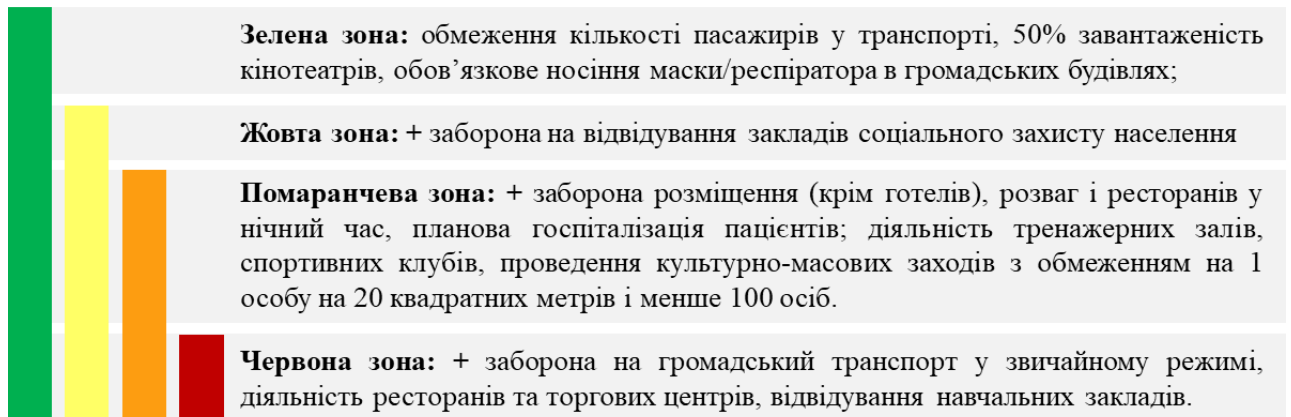 Зелена зона: обмеження кількості пасажирів у транспорті, 50% завантаженість
кінотеатрів, обов’язкове носіння маски/респіратора в громадських будівлях;
Жовта зона: + заборона на відвідування закладів соціального захисту населення
Помаранчева зона: + заборона розміщення (крім готелів), розваг і ресторанів у
нічний час, планова госпіталізація пацієнтів; діяльність тренажерних залів,
спортивних клубів, проведення культурно-масових заходів з обмеженням на 1
особу на 20 квадратних метрів і менше 100 осіб.
Червона зона: + заборона на громадський транспорт у звичайному режимі,
діяльність ресторанів та торгових центрів, відвідування навчальних закладів.